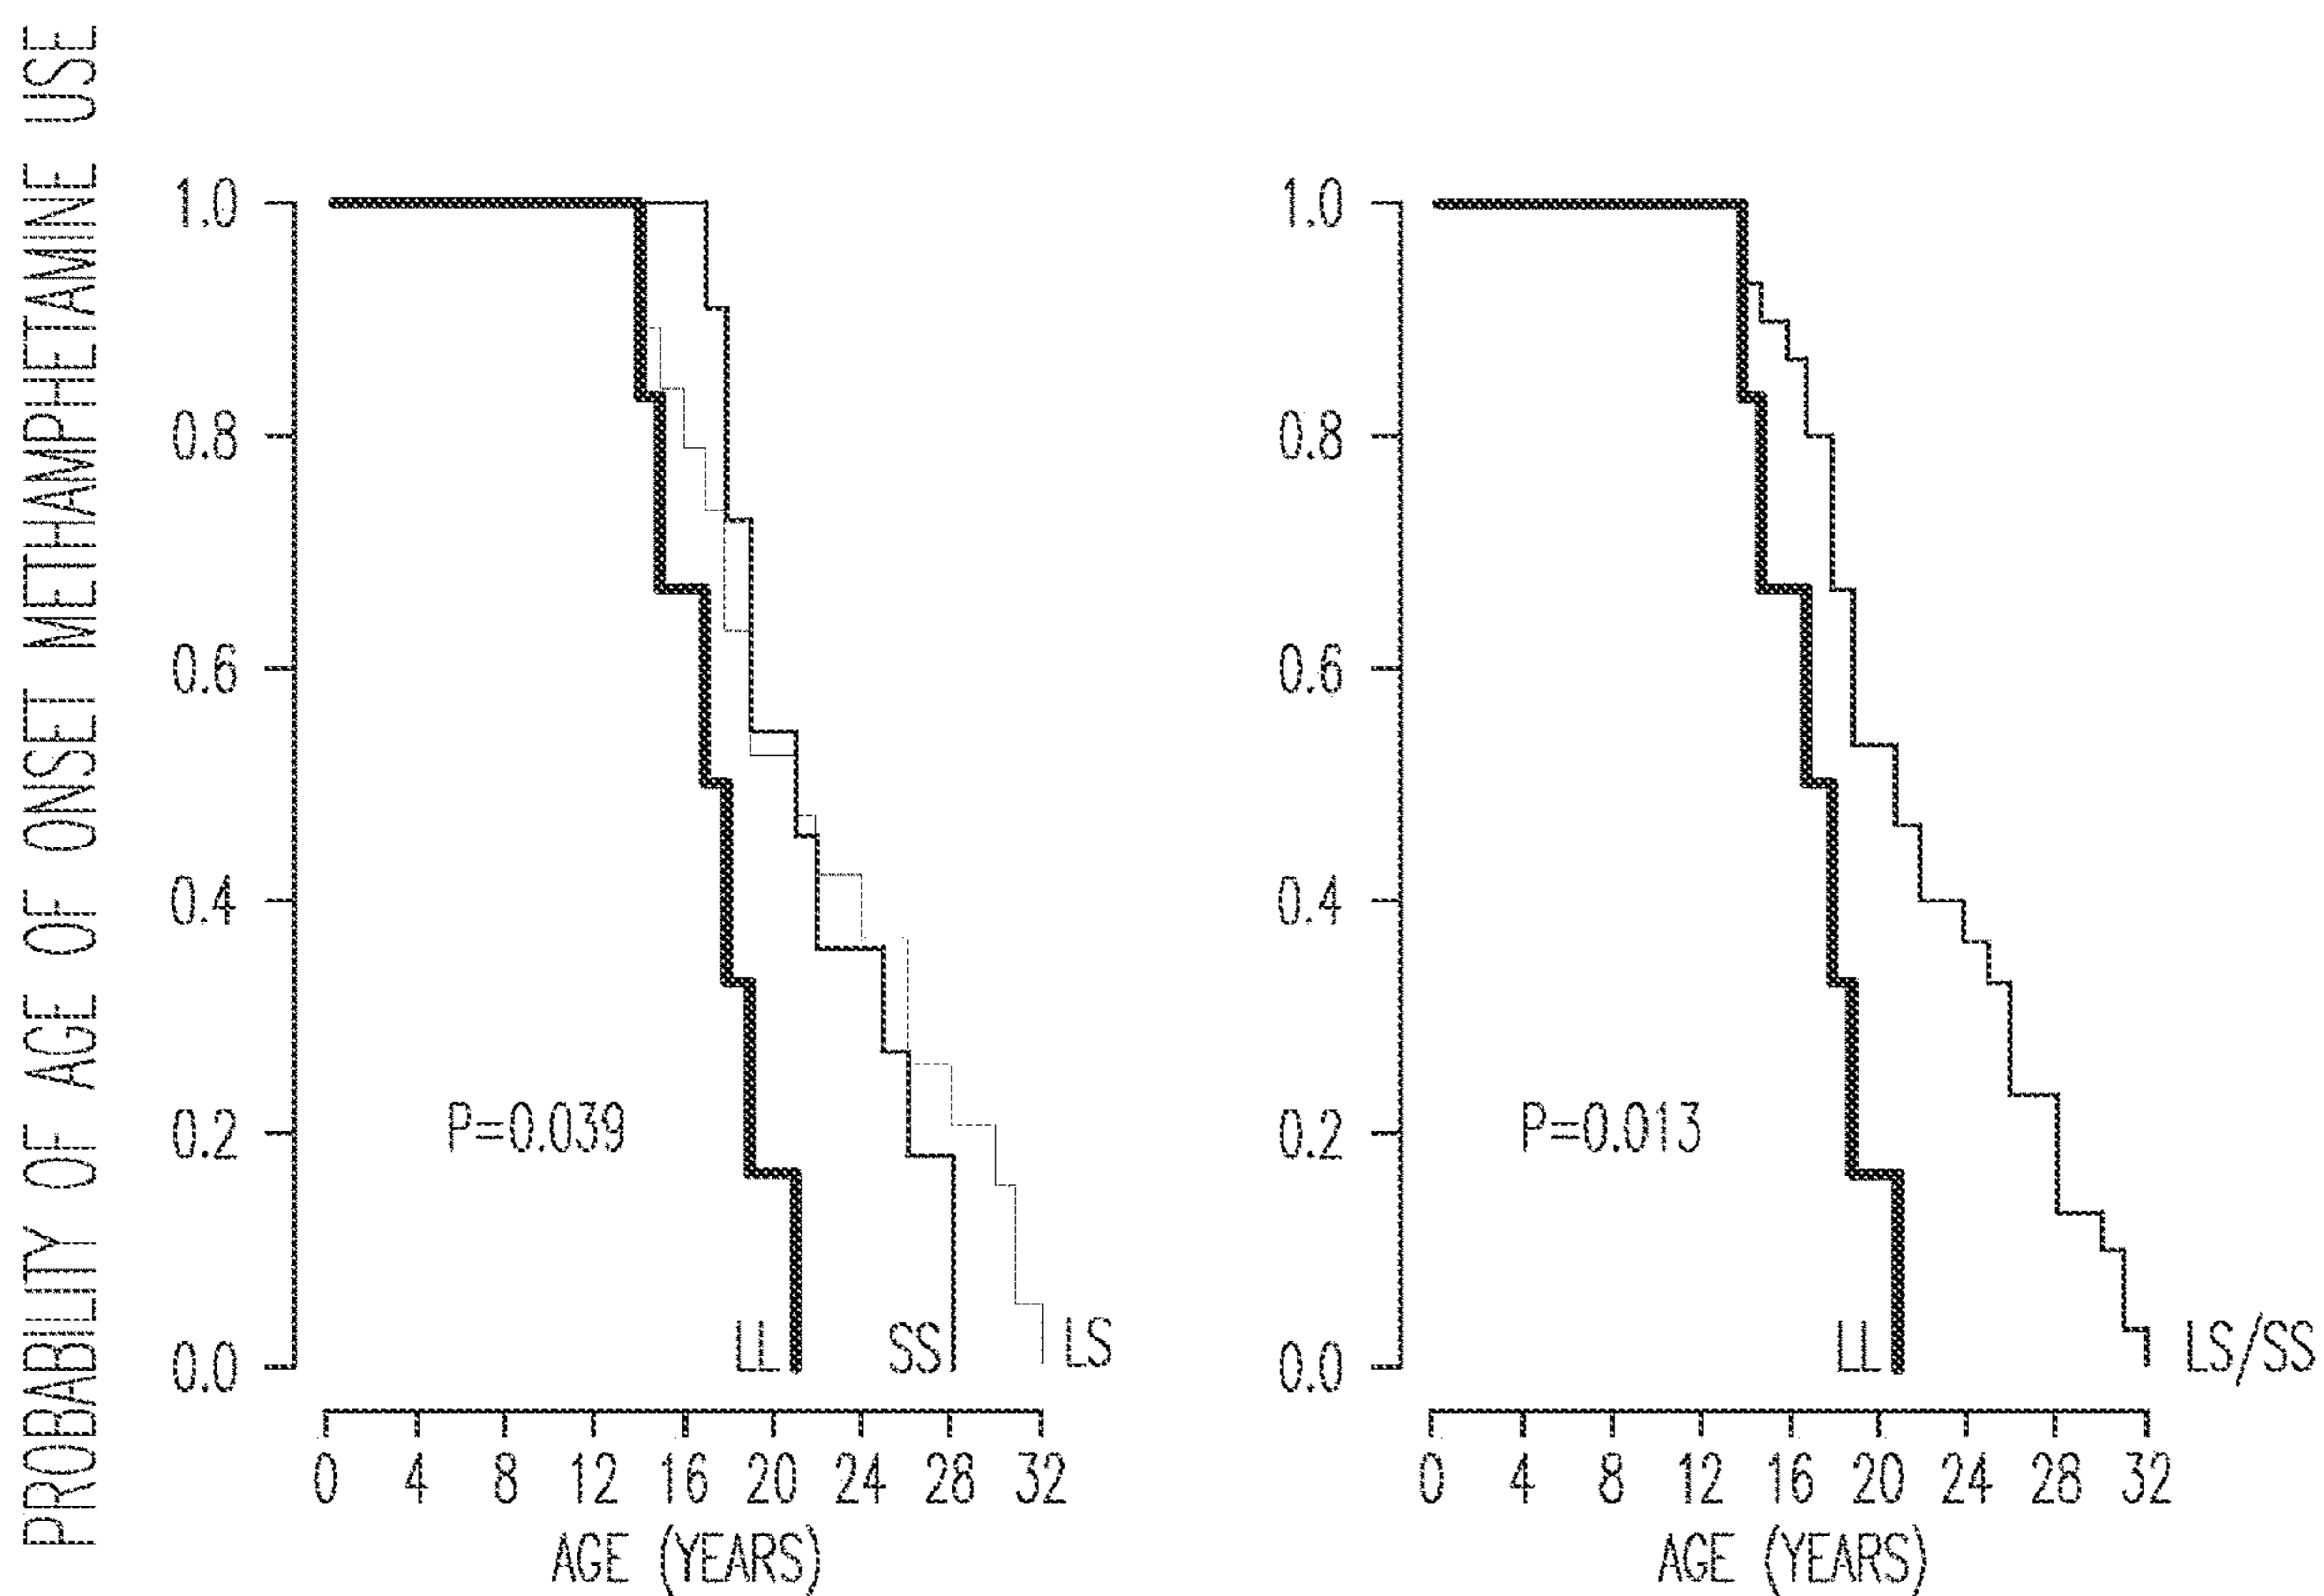 PROBABILITY OF AGE OF ONSET METHAMPHETAMINE USE
1.0
0.8
0.6
0.4
0.2
0.0
P=0.039
LL
SS
LS
0 4 8 12 16 20 24 28 32
AGE (YEARS)
1.0
0.8
0.6
0.4
0.2
0.0
P=0.013
LL
LS/SS
0 4 8 12 16 20 24 28 32
AGE (YEARS)